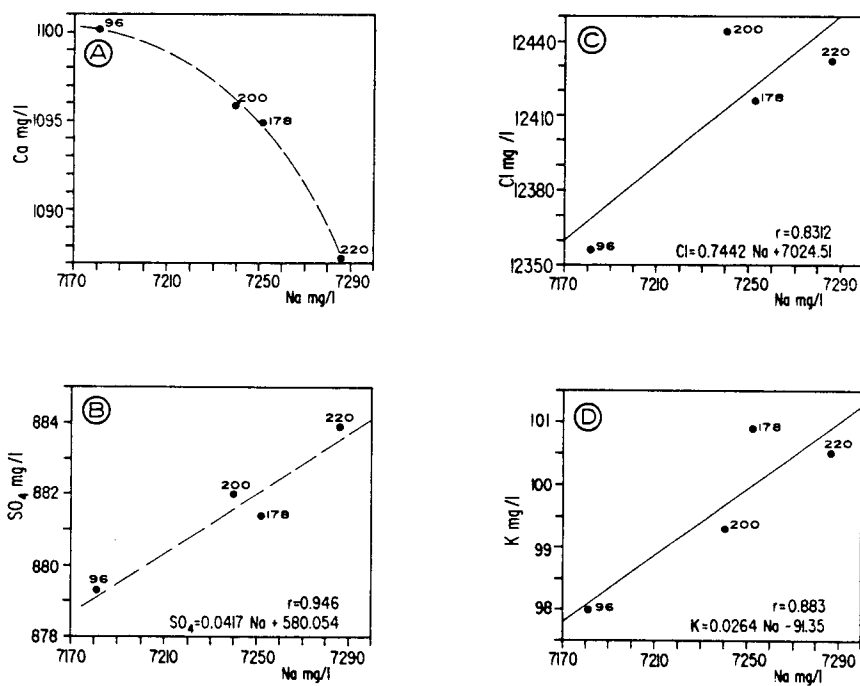 A
1100
1095
1090
Ca mg/l
96
200
178
220
7170 7210 7250 7290
Na mg/l
C
12440
12410
12380
12350
Cl mg/l
200
220
178
96
r=0.8312
Cl=0.7442 Na +7024.51
7170 7210 7250 7290
Na mg/l
B
884
882
880
878
SO₄ mg/l
220
200
178
96
r=0.946
SO₄=0.0417 Na + 580.054
7170 7210 7250 7290
Na mg/l
D
101
100
99
98
K mg/l
178
220
200
96
r=0.883
K=0.0264 Na -91.35
7170 7210 7250 7290
Na mg/l